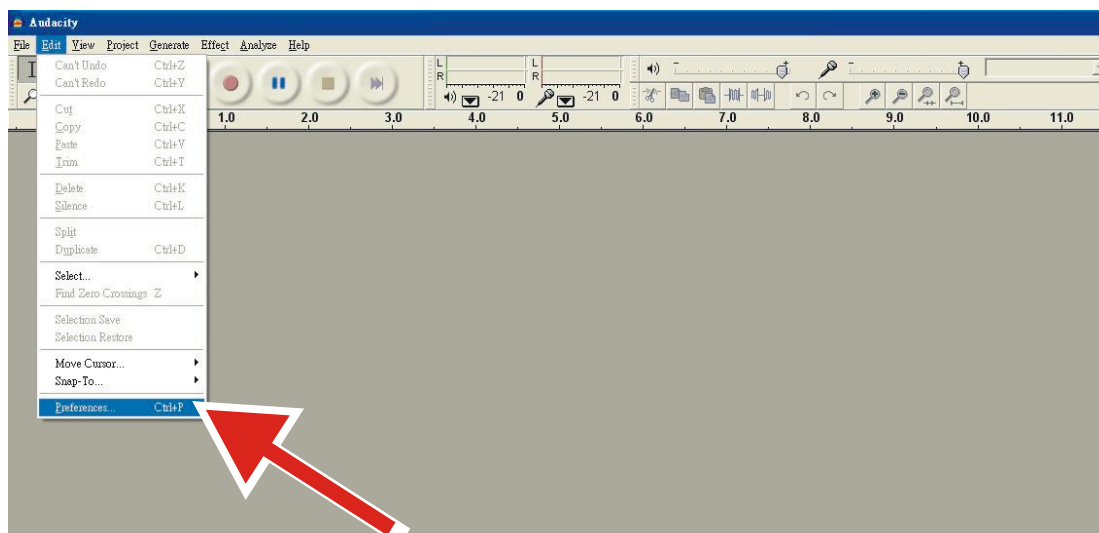 Audacity
File Edit View Project Generate Effect Analyze Help
Can't Undo Ctrl+Z
Can't Redo Ctrl+Y
Cut Ctrl+X
Copy Ctrl+C
Paste Ctrl+V
Trim Ctrl+T
Delete Ctrl+K
Silence Ctrl+L
Split
Duplicate Ctrl+D
Select...
Find Zero Crossings Z
Selection Save
Selection Restore
Move Cursor...
Snap-To...
Preferences... Ctrl+P
L L
R R
-21 0 -21 0
1.0 2.0 3.0 4.0 5.0 6.0 7.0 8.0 9.0 10.0 11.0